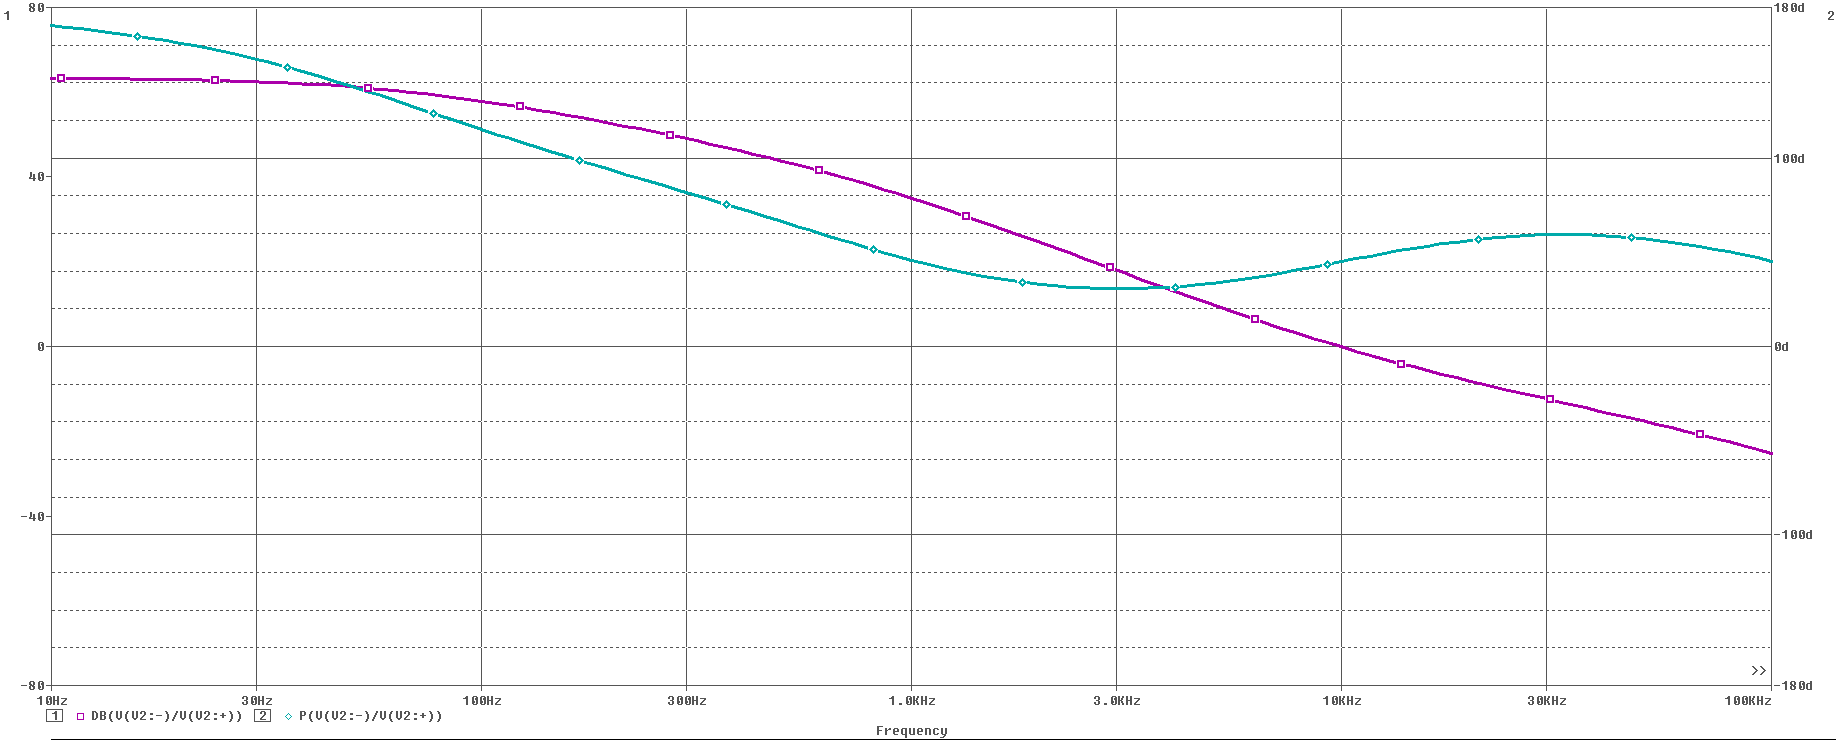 1 80 180d 2
40 100d
0 0d
-40 -100d
>>
-80 -180d
10Hz 30Hz 100Hz 300Hz 1.0KHz 3.0KHz 10KHz 30KHz 100KHz
1 DB(V(V2:-)/V(V2:+)) 2 P(V(V2:-)/V(V2:+))
Frequency